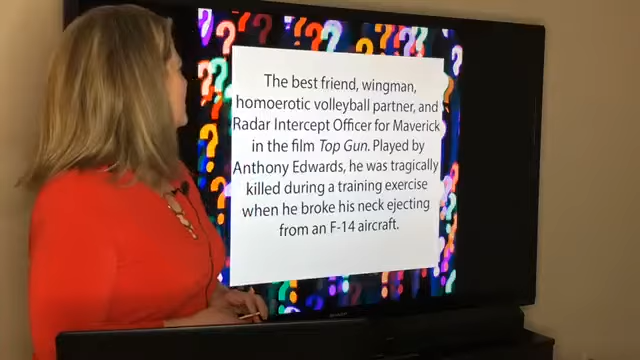 The best friend, wingman,
homoerotic volleyball partner, and
Radar Intercept Officer for Maverick
in the film Top Gun. Played by
Anthony Edwards, he was tragically
killed during a training exercise
when he broke his neck ejecting
from an F-14 aircraft.